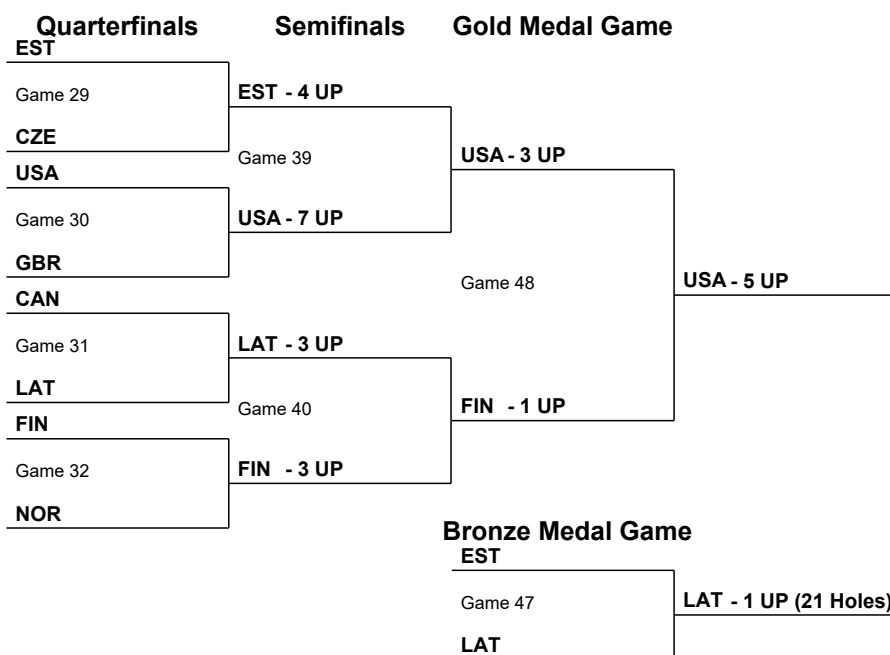 Quarterfinals Semifinals Gold Medal Game
EST
Game 29
EST - 4 UP
CZE
Game 39
USA - 3 UP
USA
Game 30
USA - 7 UP
GBR
Game 48
USA - 5 UP
CAN
Game 31
LAT - 3 UP
LAT
Game 40
FIN - 1 UP
FIN
Game 32
FIN - 3 UP
NOR
Bronze Medal Game
EST
Game 47
LAT - 1 UP (21 Holes)
LAT